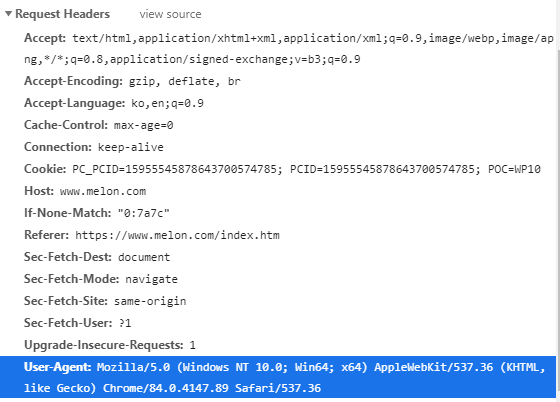 Request Headers view source
Accept: text/html,application/xhtml+xml,application/xml;q=0.9,image/webp,image/ap
ng,*/*;q=0.8,application/signed-exchange;v=b3;q=0.9
Accept-Encoding: gzip, deflate, br
Accept-Language: ko,en;q=0.9
Cache-Control: max-age=0
Connection: keep-alive
Cookie: PC_PCID=15955545878643700574785; PCID=15955545878643700574785; POC=WP10
Host: www.melon.com
If-None-Match: "0:7a7c"
Referer: https://www.melon.com/index.htm
Sec-Fetch-Dest: document
Sec-Fetch-Mode: navigate
Sec-Fetch-Site: same-origin
Sec-Fetch-User: ?1
Upgrade-Insecure-Requests: 1
User-Agent: Mozilla/5.0 (Windows NT 10.0; Win64; x64) AppleWebKit/537.36 (KHTML,
like Gecko) Chrome/84.0.4147.89 Safari/537.36